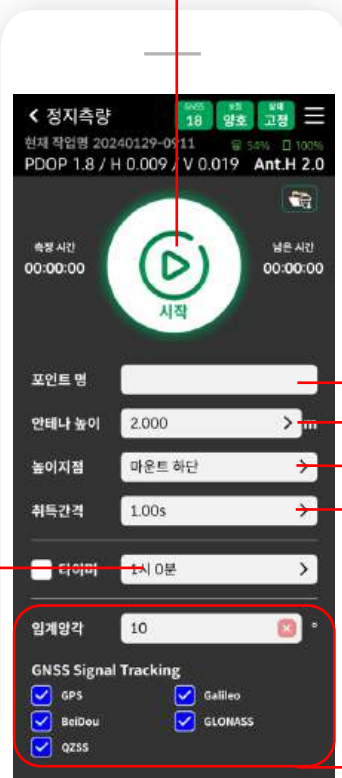 정지측량
GNSS 18 보정 양호 상태 고정
현재 작업명 20240129-0911 54% 100%
PDOP 1.8 / H 0.009 / V 0.019 Ant.H 2.0
측정 시간
00:00:00
남은 시간
00:00:00
시작
포인트 명
안테나 높이 2.000 m
높이지점 마운트 하단
취득간격 1.00s
타이머 1시 0분
임계앙각 10 °
GNSS Signal Tracking
GPS Galileo
BeiDou GLONASS
QZSS